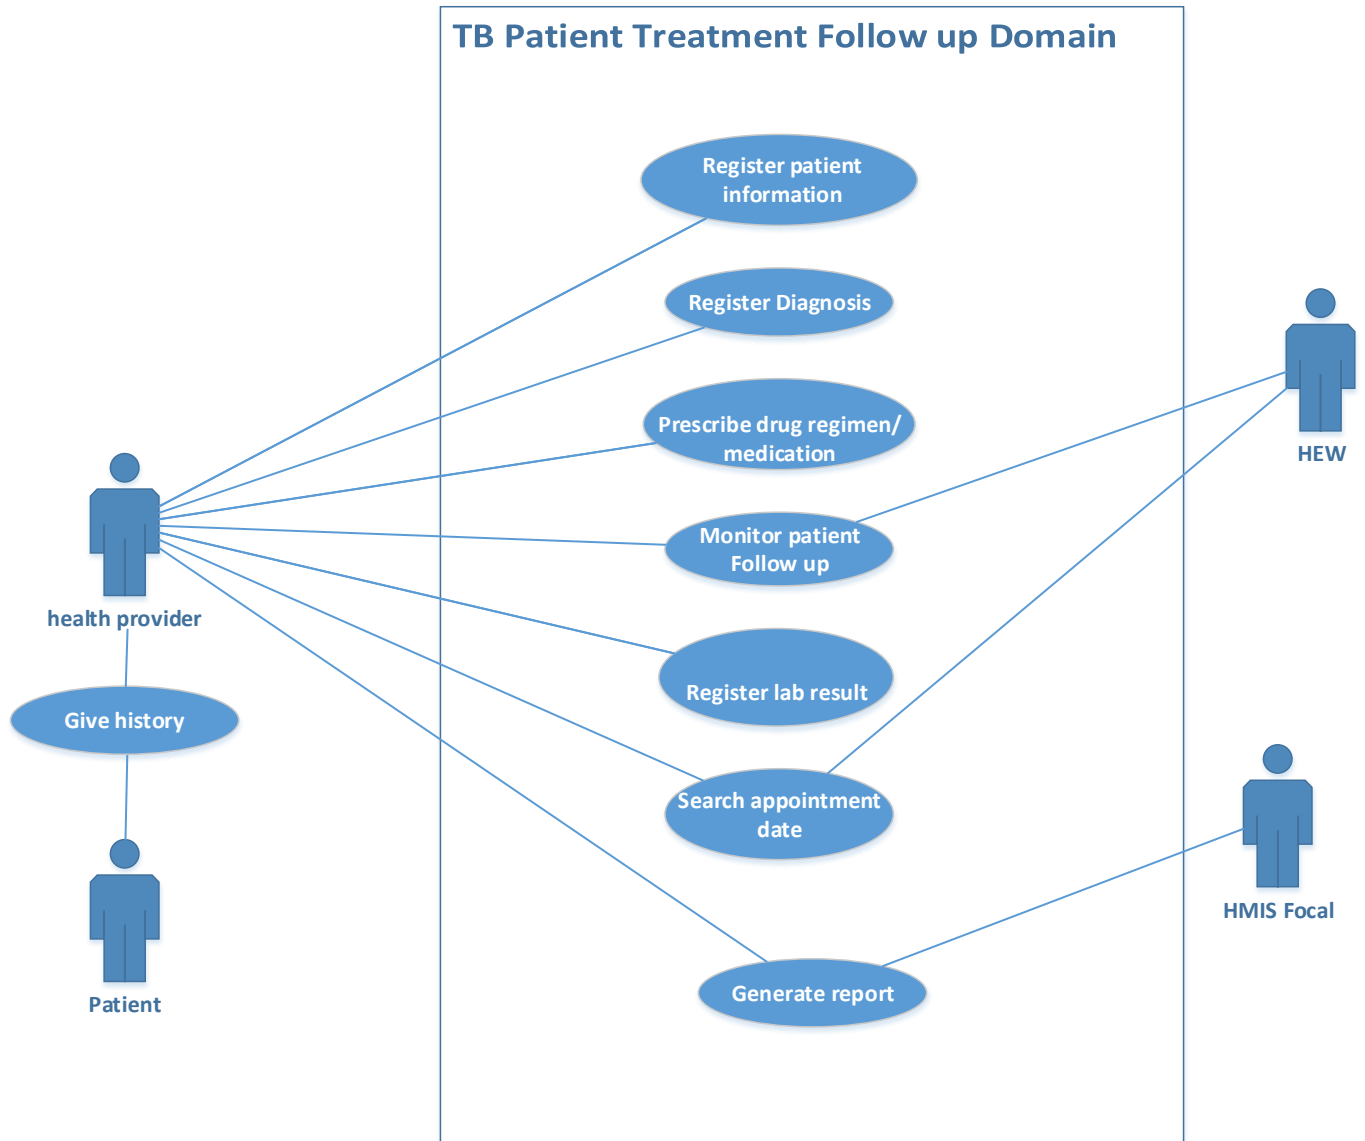 TB Patient Treatment Follow up Domain
Register patient
information
Register Diagnosis
Prescribe drug regimen/
medication
HEW
Monitor patient
Follow up
health provider
Register lab result
Give history
Search appointment
date
HMIS Focal
Generate report
Patient